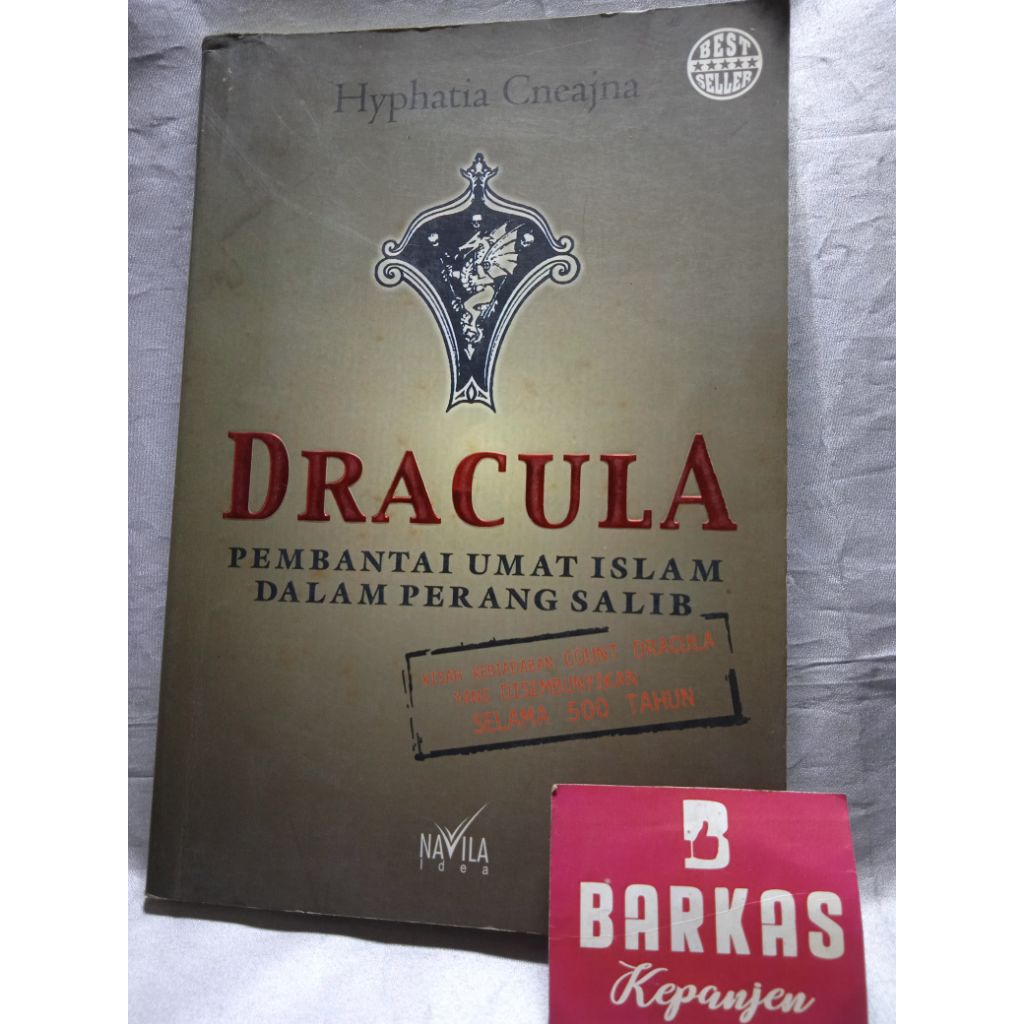 BEST
SELLER
Hyphatia Cneajna
DRACULA
PEMBANTAI UMAT ISLAM
DALAM PERANG SALIB
KISAH KEBIADABAN COUNT DRACULA
YANG DISEMBUNYIKAN
SELAMA 500 TAHUN
NAVILA
idea
B
BARKAS
Kepanjen